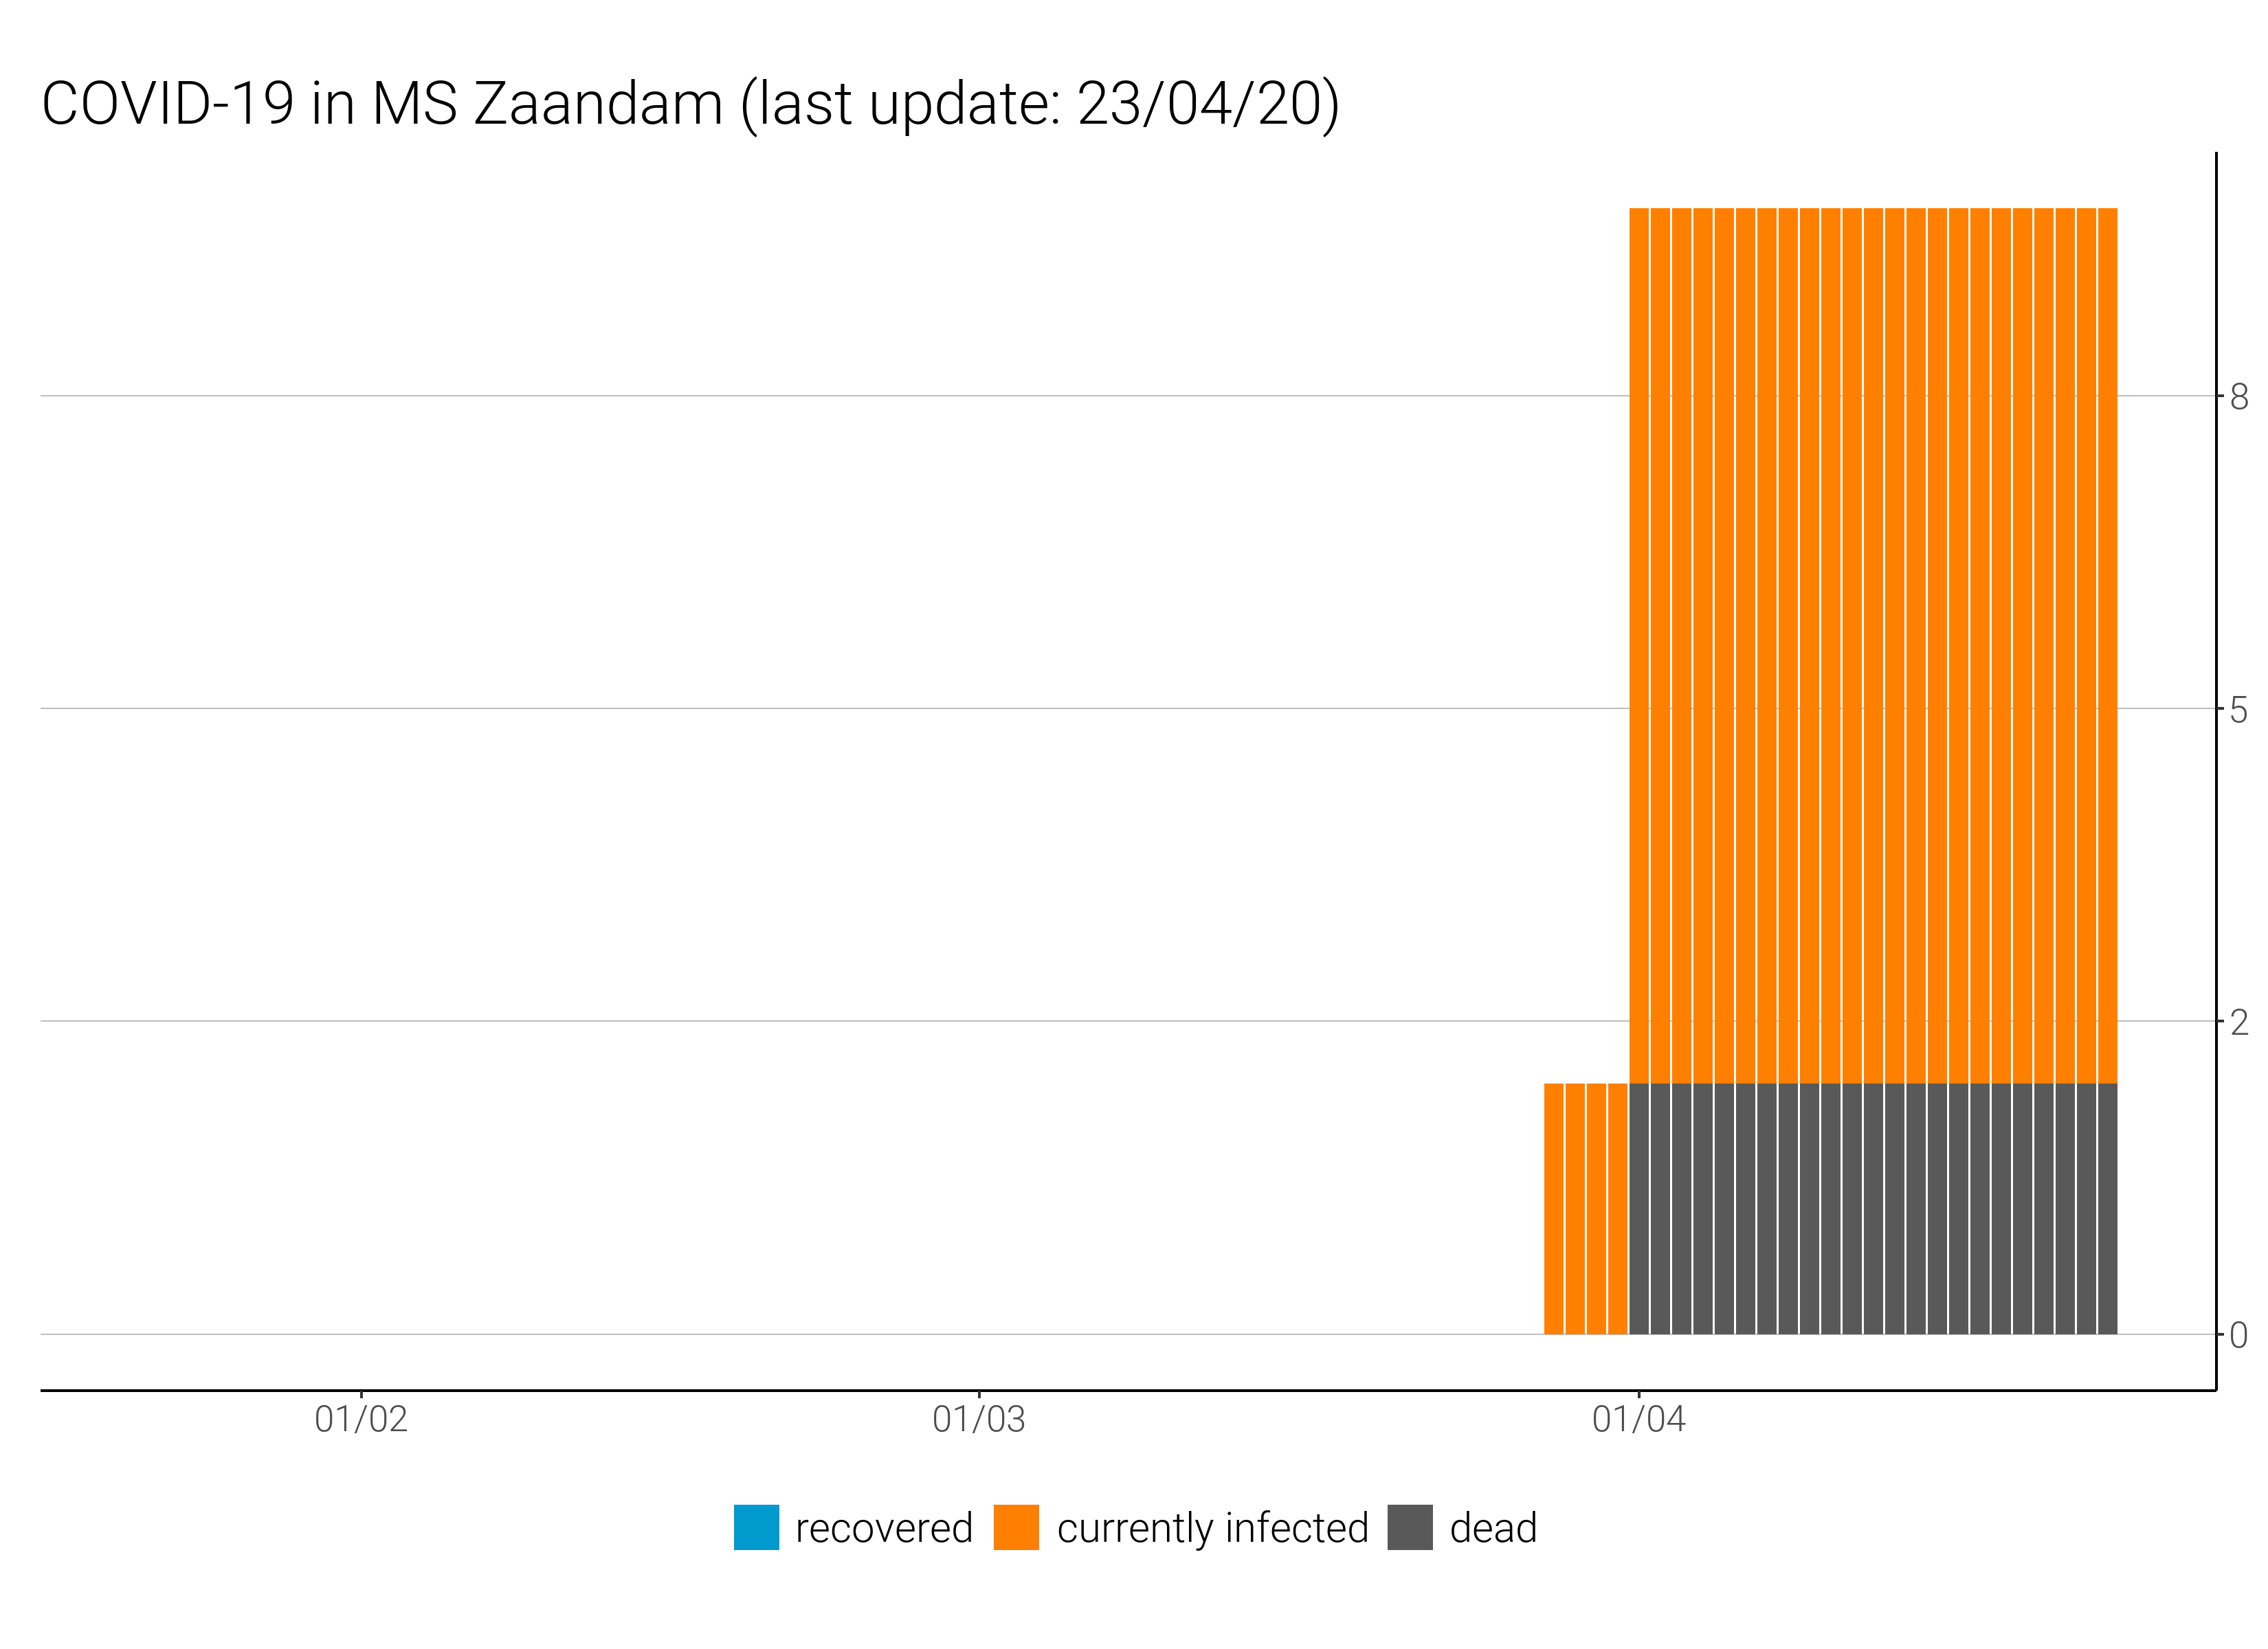 COVID-19 in MS Zaandam (last update: 23/04/20)
8
5
2
0
01/02 01/03 01/04
recovered currently infected dead